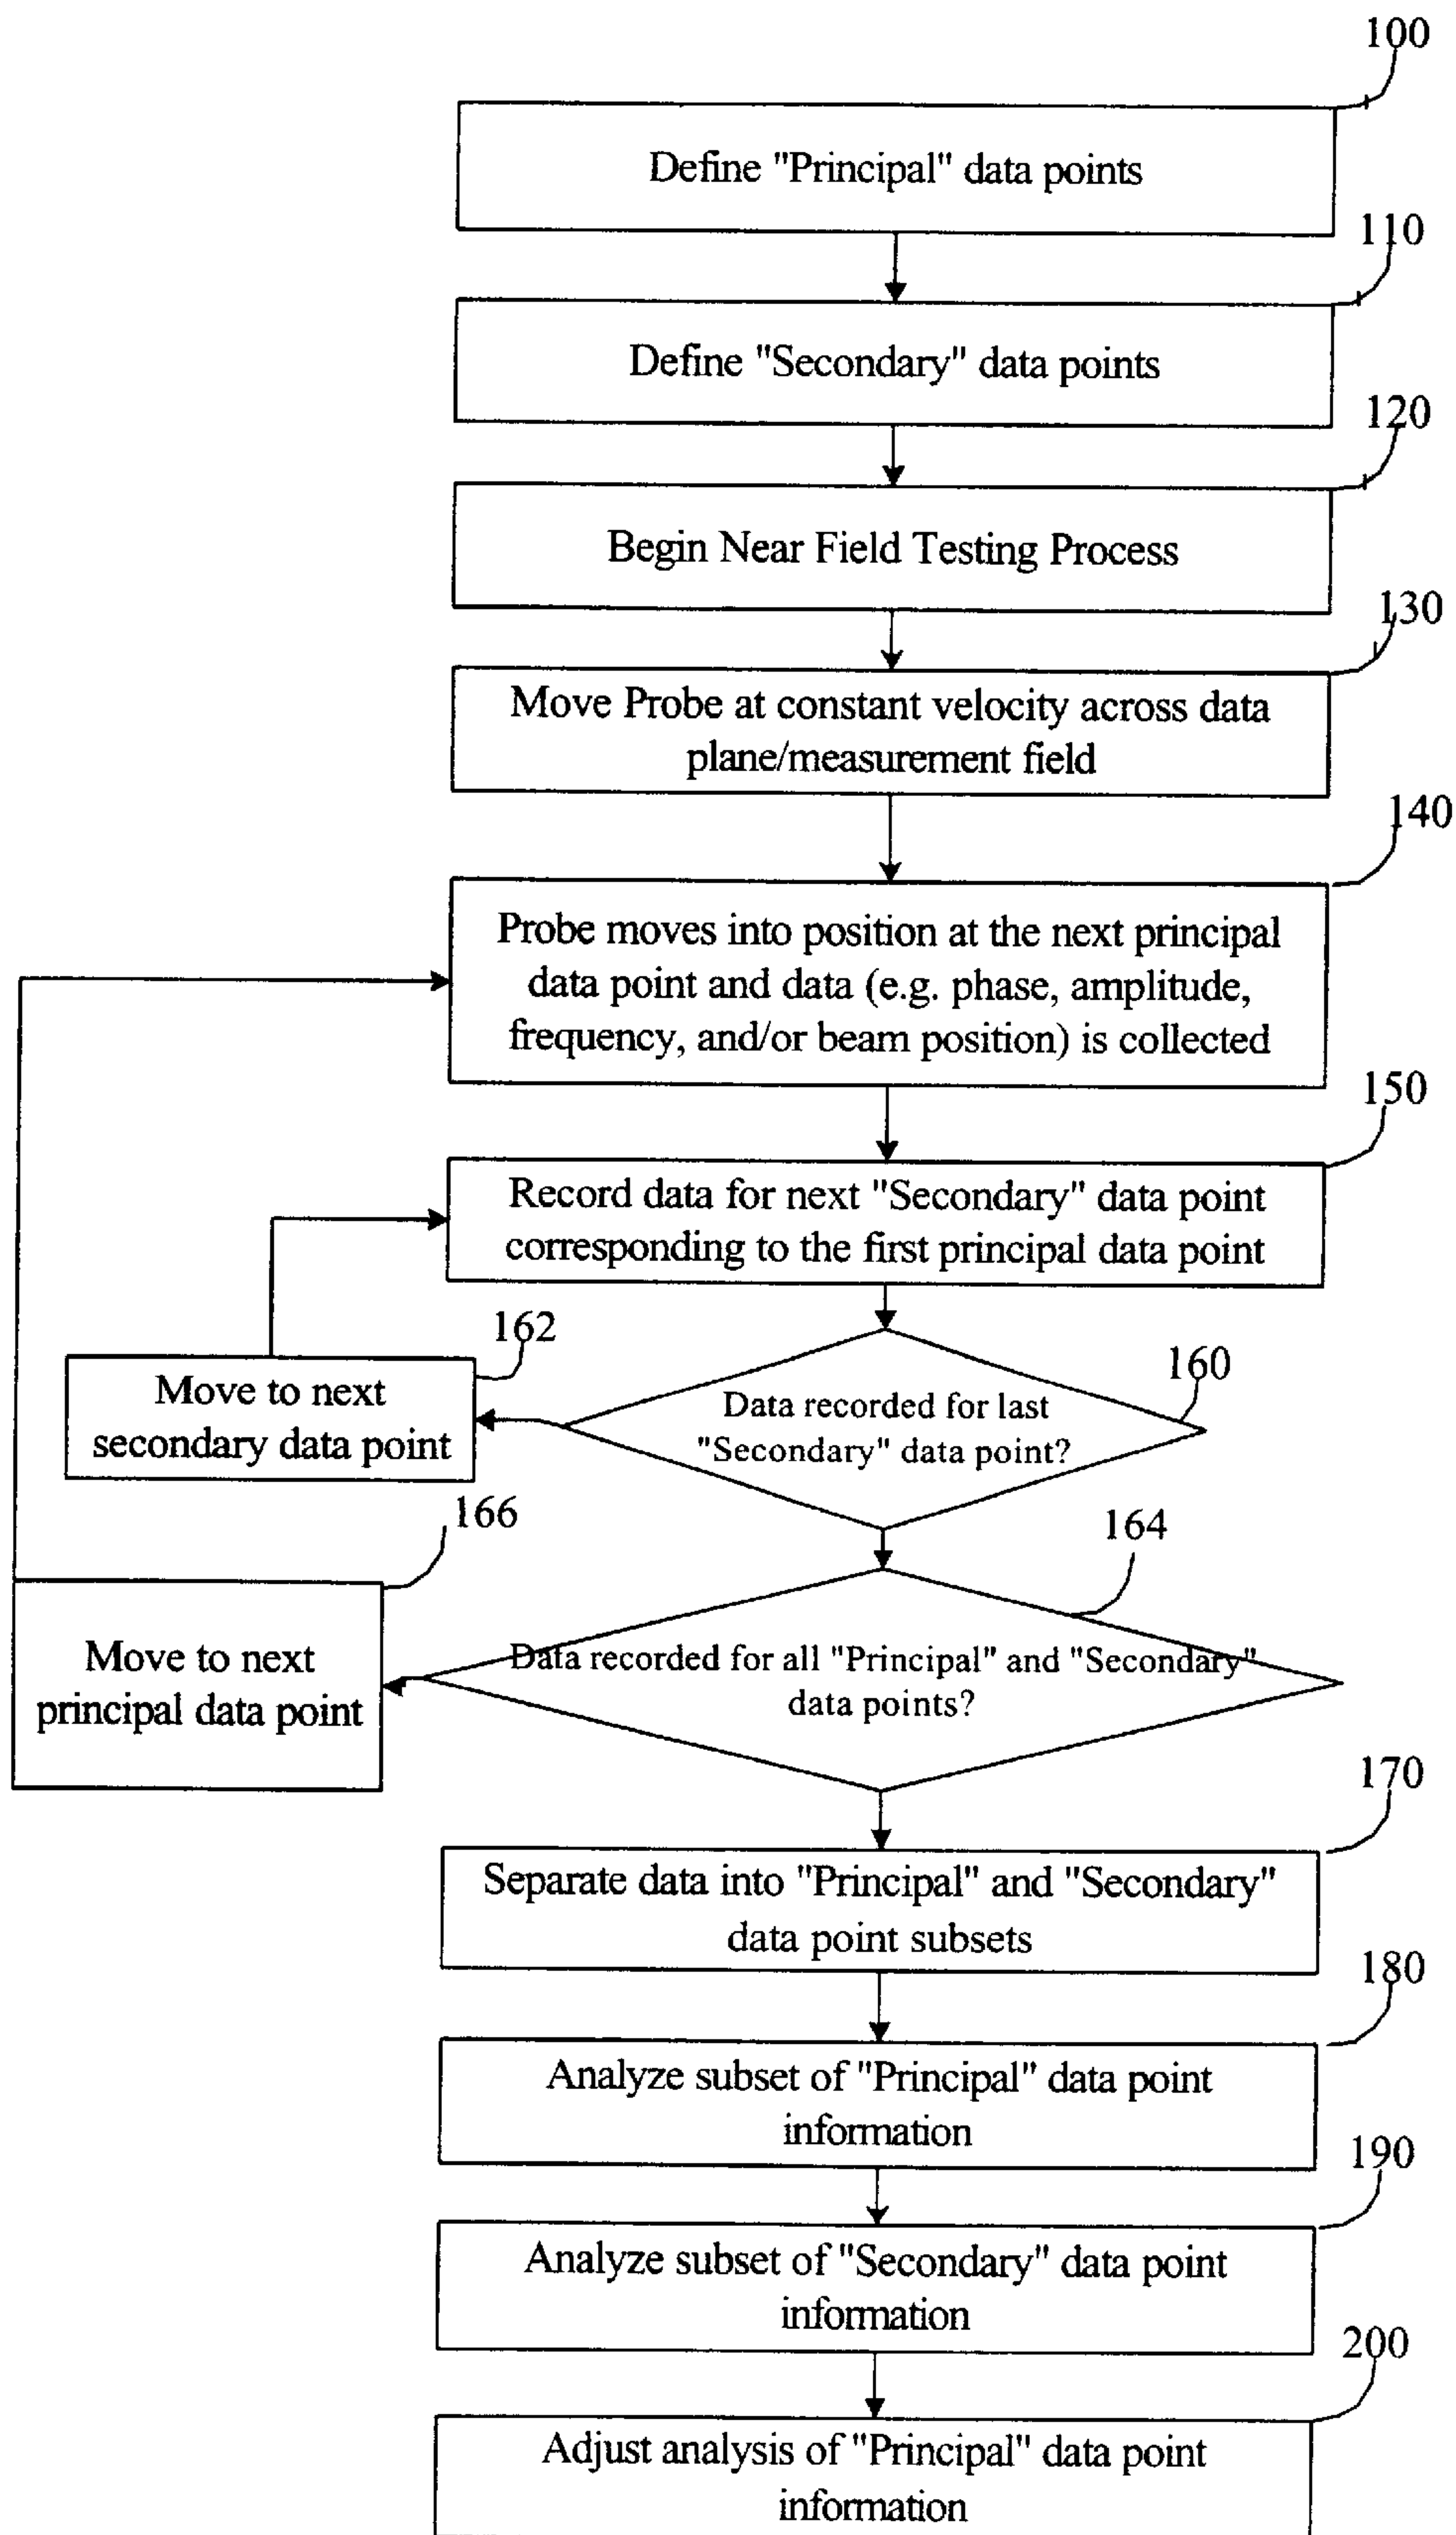 100
Define "Principal" data points
110
Define "Secondary" data points
120
Begin Near Field Testing Process
130
Move Probe at constant velocity across data
plane/measurement field
140
Probe moves into position at the next principal
data point and data (e.g. phase, amplitude,
frequency, and/or beam position) is collected
150
Record data for next "Secondary" data point
corresponding to the first principal data point
162
Move to next
secondary data point
160
Data recorded for last
"Secondary" data point?
166
Move to next
principal data point
164
Data recorded for all "Principal" and "Secondary"
data points?
170
Separate data into "Principal" and "Secondary"
data point subsets
180
Analyze subset of "Principal" data point
information
190
Analyze subset of "Secondary" data point
information
200
Adjust analysis of "Principal" data point
information